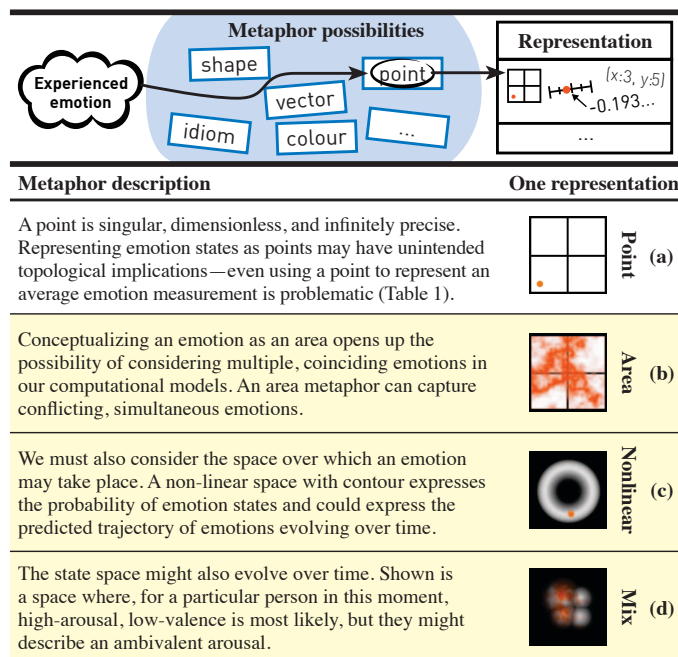 Metaphor possibilities
Experienced
emotion
shape
vector
idiom
colour
...
point
Representation
(x:3, y:5)
-0.193...
...
Metaphor description
One representation
A point is singular, dimensionless, and infinitely precise.
Representing emotion states as points may have unintended
topological implications—even using a point to represent an
average emotion measurement is problematic (Table 1).
Point
(a)
Conceptualizing an emotion as an area opens up the
possibility of considering multiple, coinciding emotions in
our computational models. An area metaphor can capture
conflicting, simultaneous emotions.
Area
(b)
We must also consider the space over which an emotion
may take place. A non-linear space with contour expresses
the probability of emotion states and could express the
predicted trajectory of emotions evolving over time.
Nonlinear
(c)
The state space might also evolve over time. Shown is
a space where, for a particular person in this moment,
high-arousal, low-valence is most likely, but they might
describe an ambivalent arousal.
Mix
(d)